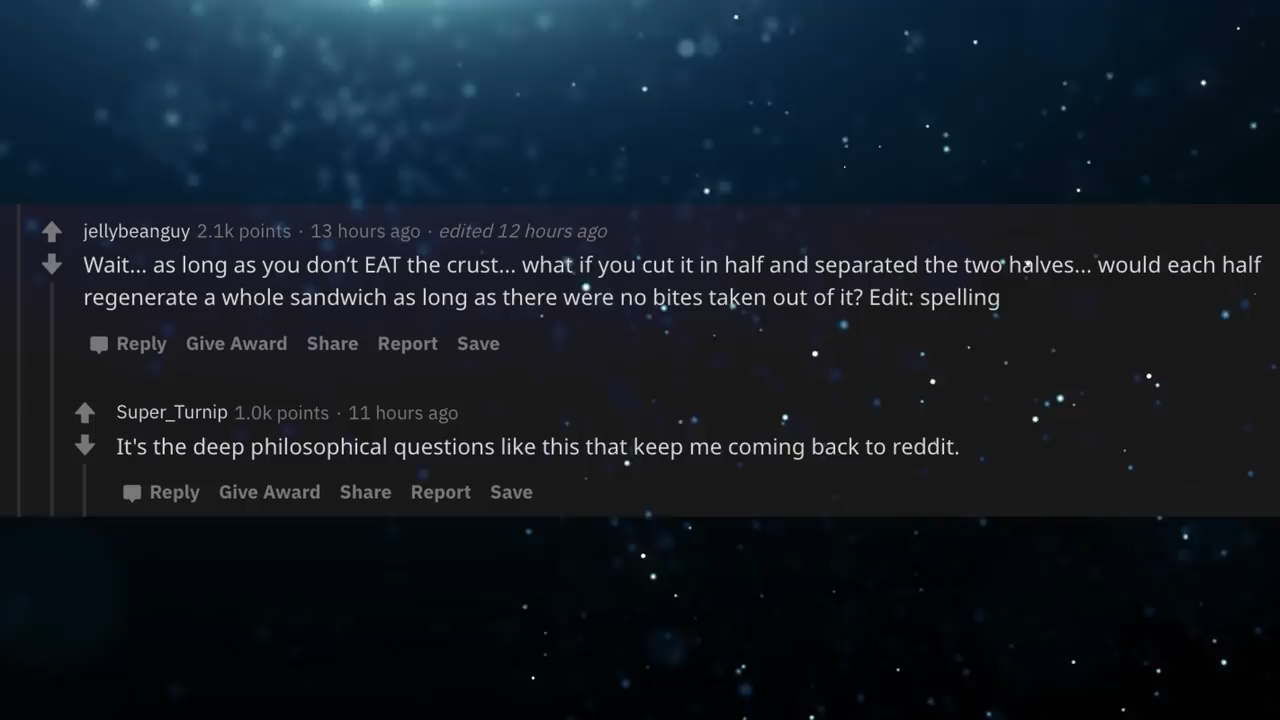 jellybeanguy 2.1k points · 13 hours ago · edited 12 hours ago
Wait... as long as you don’t EAT the crust... what if you cut it in half and separated the two halves... would each half
regenerate a whole sandwich as long as there were no bites taken out of it? Edit: spelling
Reply Give Award Share Report Save
Super_Turnip 1.0k points · 11 hours ago
It's the deep philosophical questions like this that keep me coming back to reddit.
Reply Give Award Share Report Save